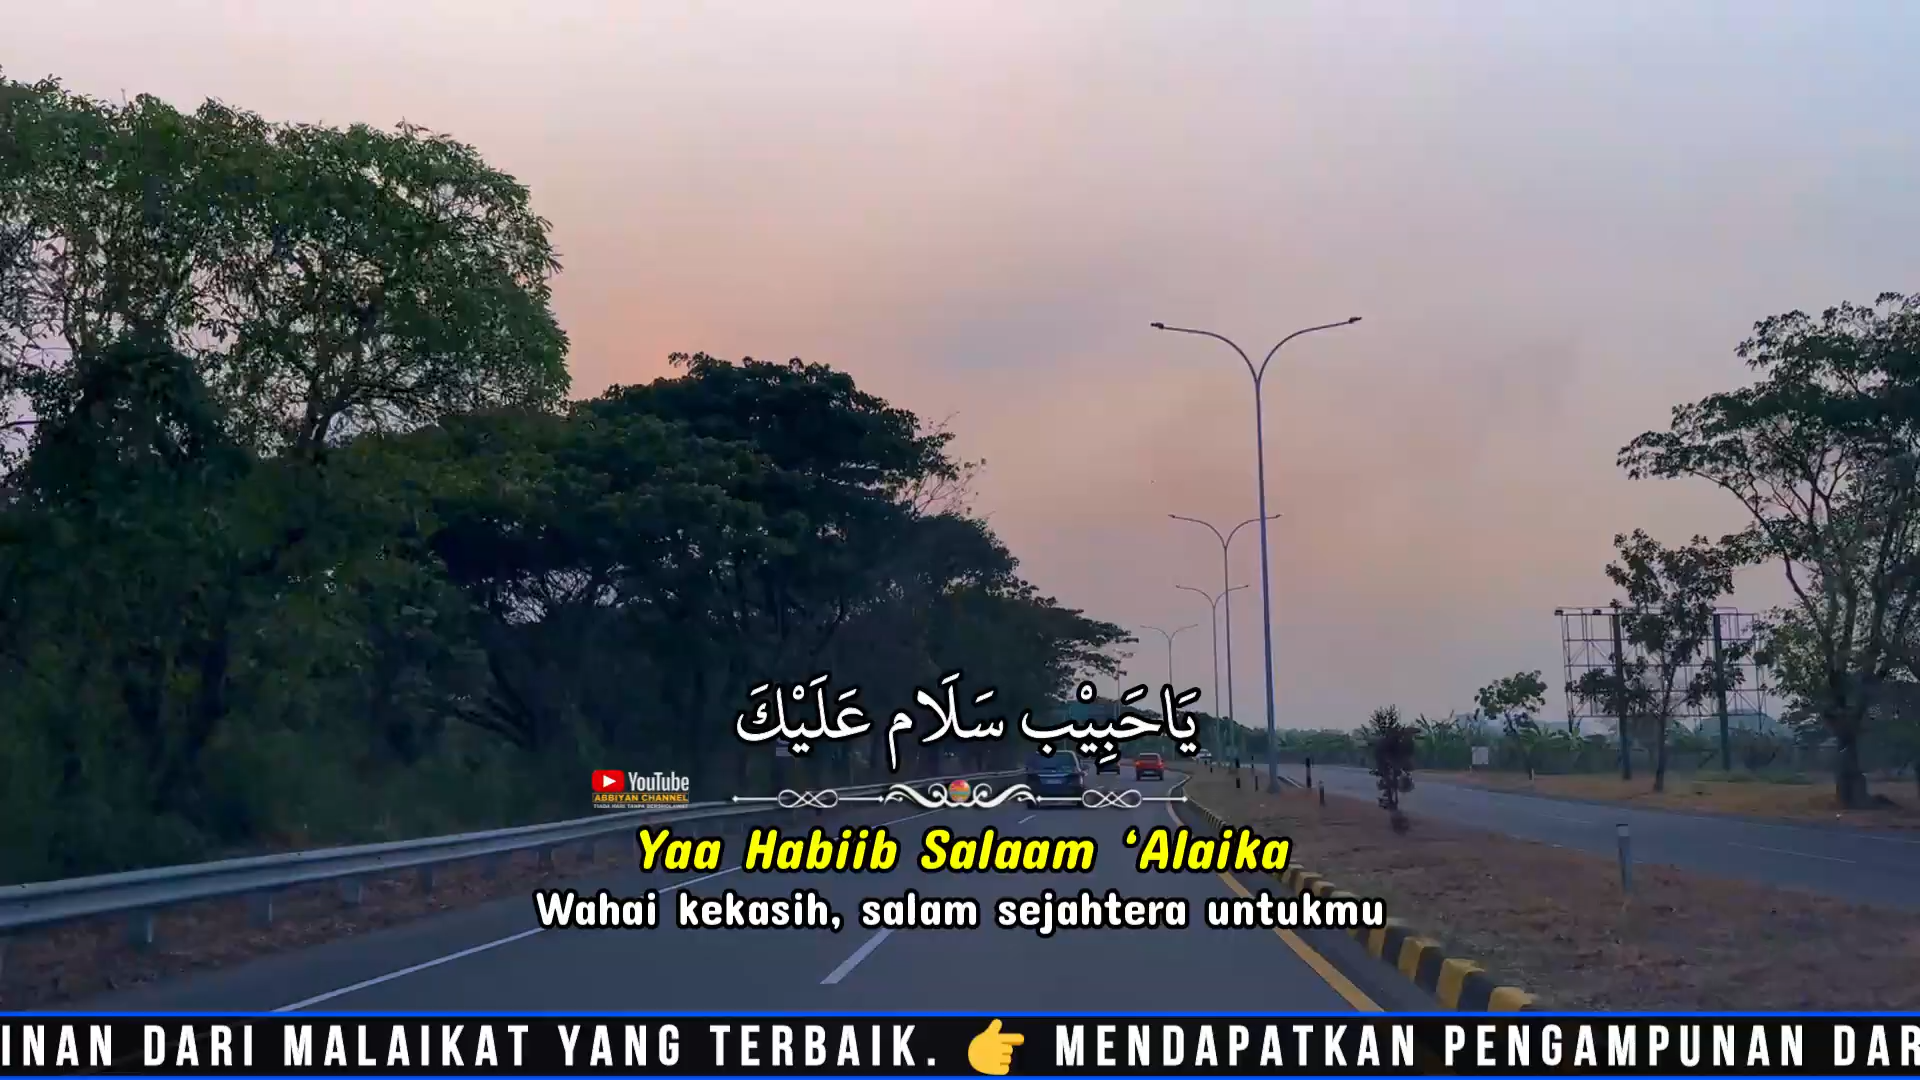 يَاحَبِيْب سَلَام عَلَيْكَ
YouTube
ABBIYAN CHANNEL
Yaa Habiib Salaam ‘Alaika
Wahai kekasih, salam sejahtera untukmu
INAN DARI MALAIKAT YANG TERBAIK. 👉 MENDAPATKAN PENGAMPUNAN DAR